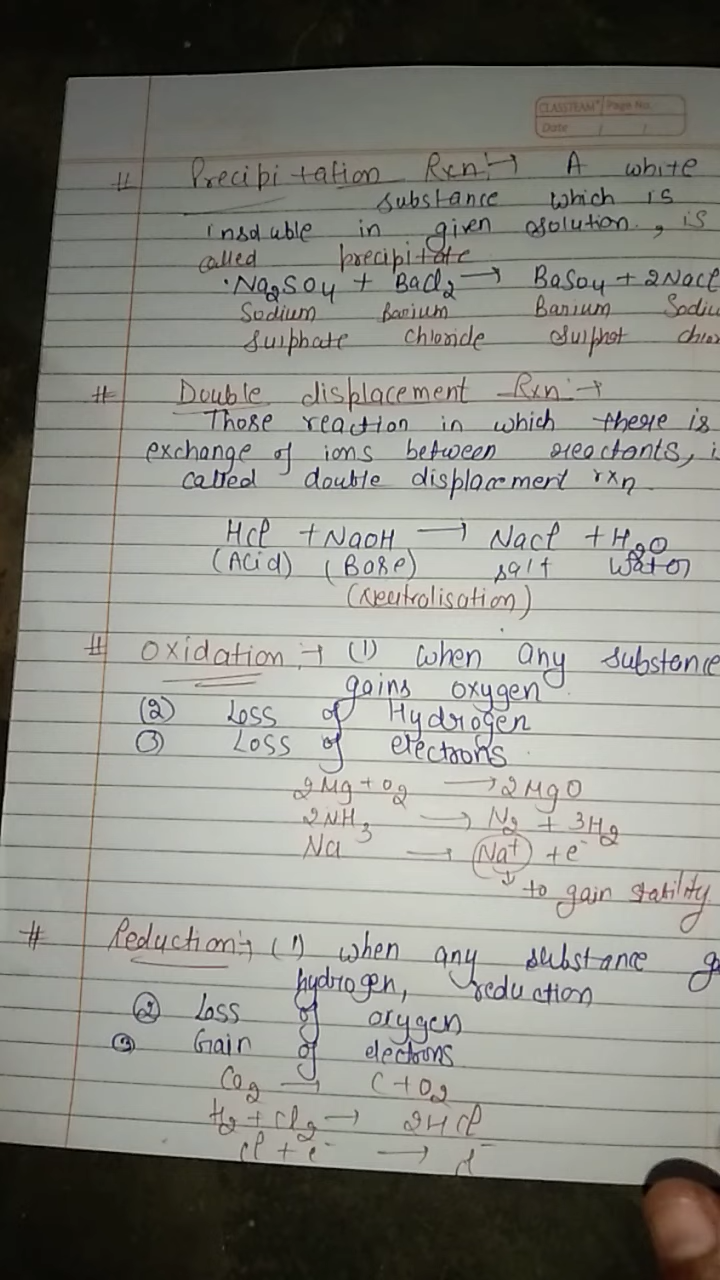 CLASSTEAM Page No.
Date / /
# Precipitation Rxn:→ A white
substance which is
insoluble in given solution, is
called precipitate
·Na2SO4 + BaCl2 → BaSO4 + 2NaCl
Sodium Barium Barium Sodiu
Sulphate Chloride Sulphat chlor
# Double displacement Rxn:→
Those reaction in which there is
exchange of ions between reactants, i
called double displacement rxn
HCl + NaOH → NaCl + H2O
(Acid) (Base) salt Water
(Neutralisation)
# Oxidation:→ (1) when any substance
gains oxygen
(2) Loss of Hydrogen
(3) Loss of electrons
2Mg + O2 → 2MgO
2NH3 → N2 + 3H2
Na → Na+ + e-
↓ to gain stability
# Reduction:→ (1) when any substance ga
hydrogen, reduction
(2) Loss of oxygen
(3) Gain of electrons
CO2 → C + O2
H2 + Cl2 → 2HCl
Cl + e- →